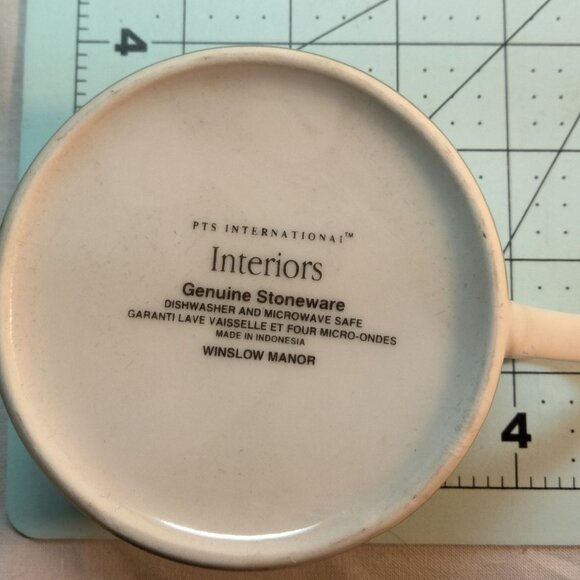 4
PTS INTERNATIONAL™
Interiors
Genuine Stoneware
DISHWASHER AND MICROWAVE SAFE
GARANTI LAVE VAISSELLE ET FOUR MICRO-ONDES
MADE IN INDONESIA
WINSLOW MANOR
4